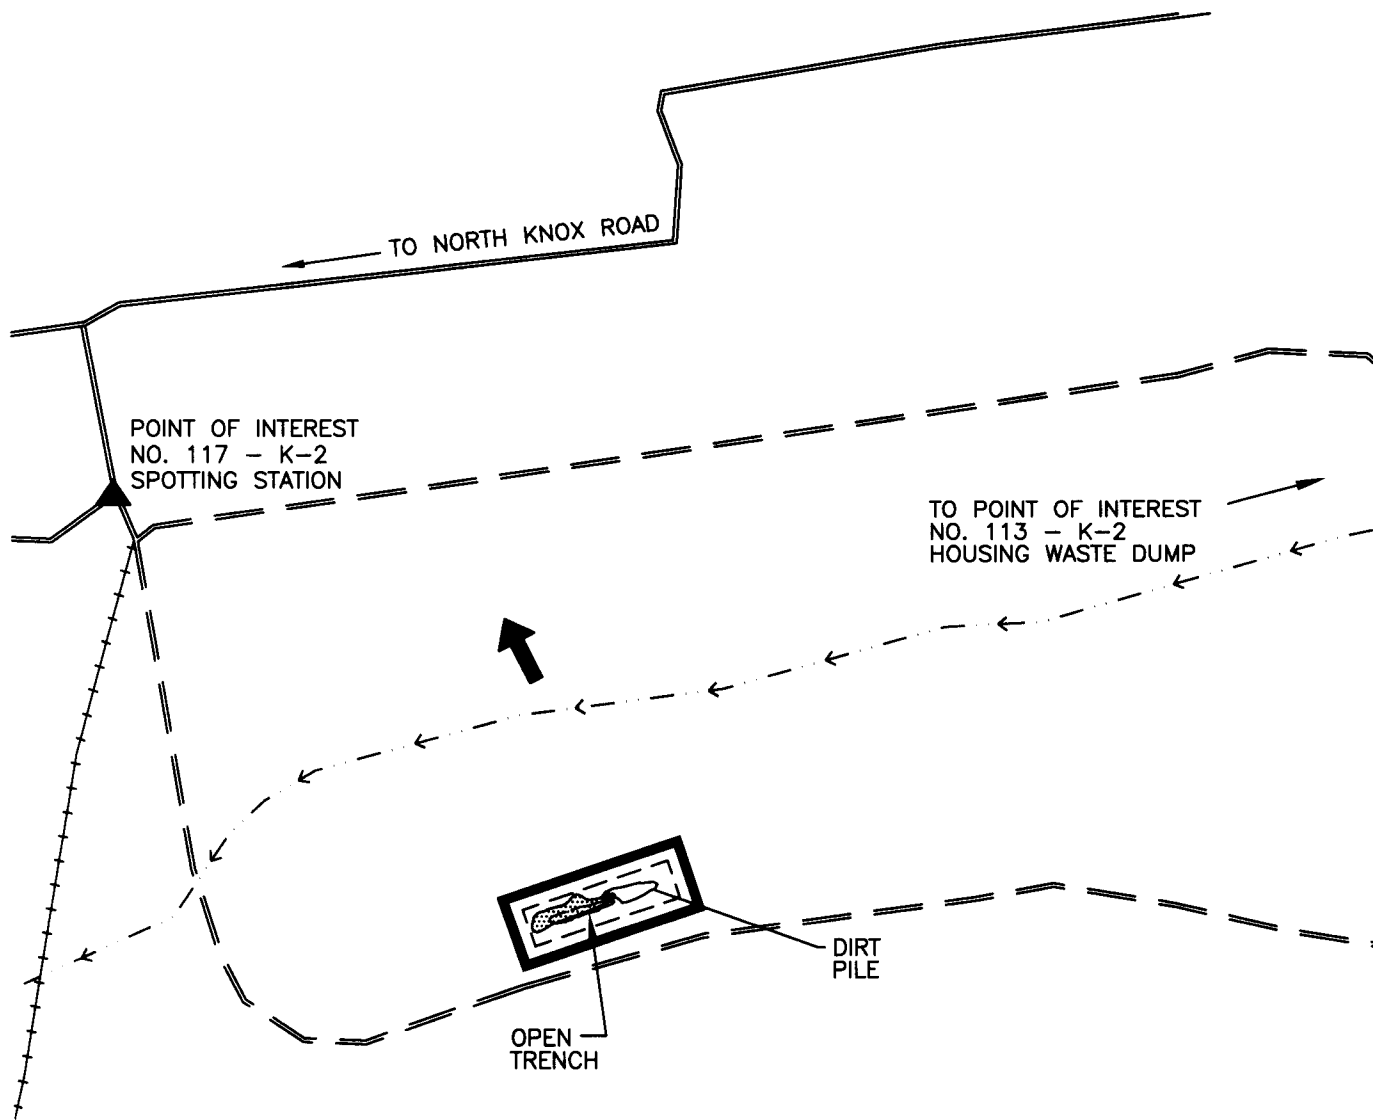 TO NORTH KNOX ROAD
POINT OF INTEREST
NO. 117 – K–2
SPOTTING STATION
TO POINT OF INTEREST
NO. 113 – K–2
HOUSING WASTE DUMP
DIRT
PILE
OPEN
TRENCH